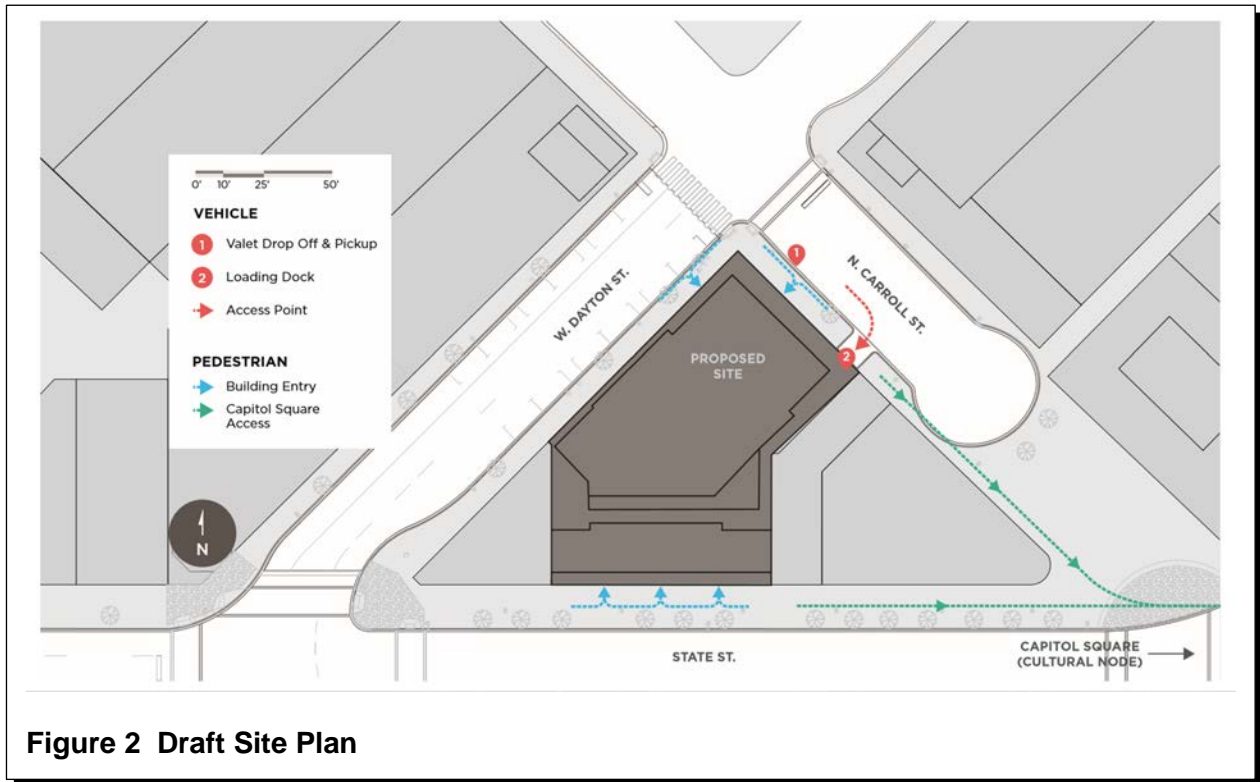 0' 10' 25' 50'
VEHICLE
1 Valet Drop Off & Pickup
2 Loading Dock
Access Point
PEDESTRIAN
Building Entry
Capitol Square
Access
N
W. DAYTON ST.
1
N. CARROLL ST.
2
PROPOSED
SITE
STATE ST.
CAPITOL SQUARE
(CULTURAL NODE)
Figure 2 Draft Site Plan